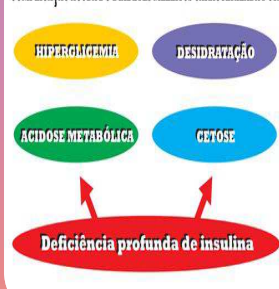 HIPERGLICEMIA
DESIDRATAÇÃO
ACIDOSE METABÓLICA
CETOSE
Deficiência profunda de insulina